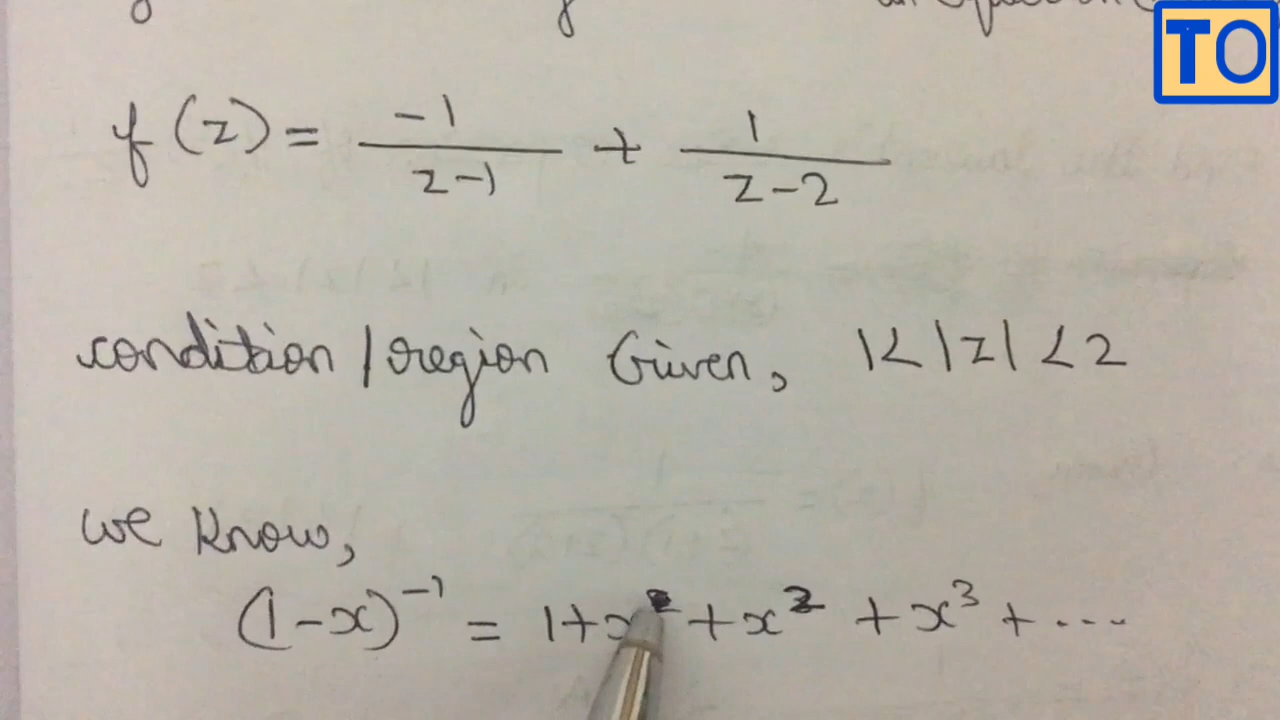 TO
f(z) = -1/(z-1) + 1/(z-2)
condition/region Given, 1<|z|<2
we know,
(1-x)⁻¹ = 1+x + x² + x³ + ...